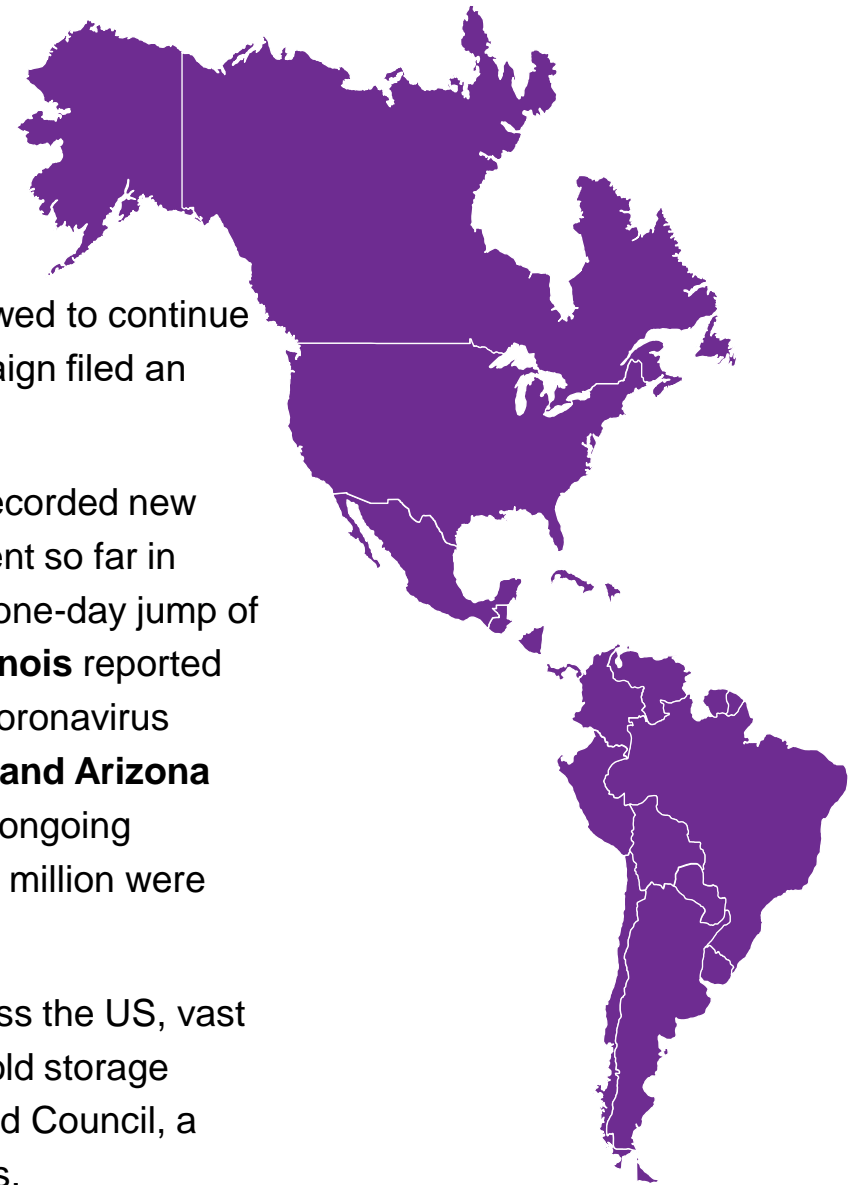 wed to continue
aign filed an
ecorded new
ent so far in
one-day jump of
nois reported
oronavirus
and Arizona
ongoing
million were
ss the US, vast
old storage
d Council, a
s.